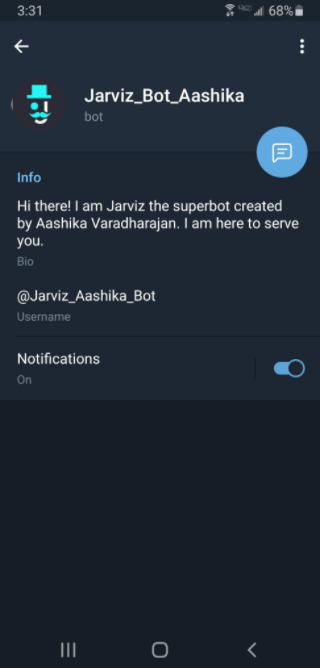 3:31
68%
Jarviz_Bot_Aashika
bot
Info
Hi there! I am Jarviz the superbot created
by Aashika Varadharajan. I am here to serve
you.
Bio
@Jarviz_Aashika_Bot
Username
Notifications
On